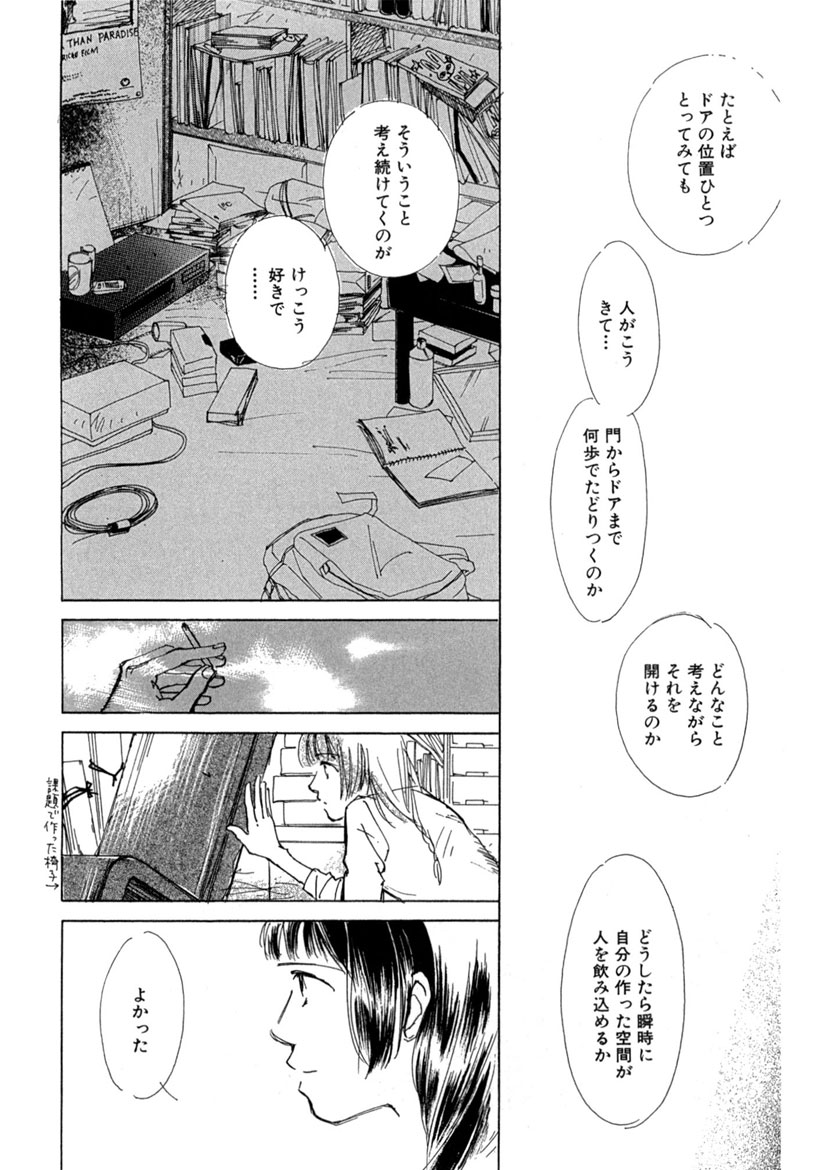 たとえば
ドアの位置ひとつ
とってみても
人がこう
きて…
門からドアまで
何歩でたどりつくのか
どんなこと
考えながら
それを
開けるのか
どうしたら瞬時に
自分の作った空間が
人を飲み込めるか
THAN PARADISE
FILM
そういうこと
考え続けてくのが
けっこう
好きで
……
課題で作った椅子→
よかった